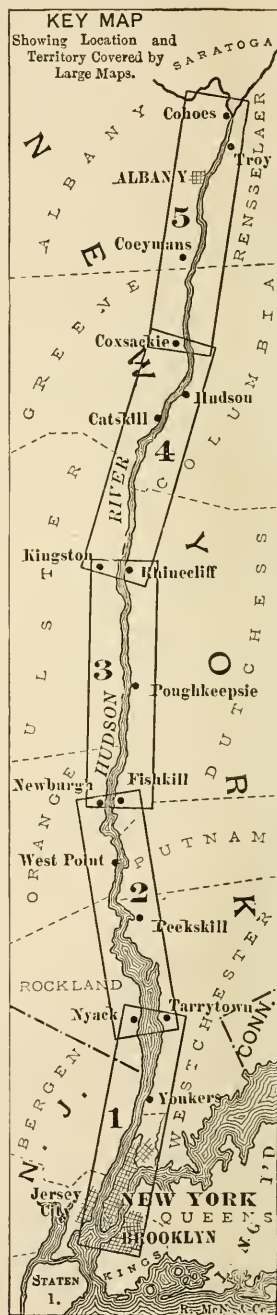 KEY MAP
Showing Location and
Territory Covered by
Large Maps.
SARATOGA
Cohoes
Troy
ALBANY
RENSSELAER
ALBANY
5
Coeymans
GREENE
Coxsackie
Hudson
COLUMBIA
Catskill
4
RIVER
NEW YORK
Kingston
Rhinecliff
ULSTER
3
Poughkeepsie
HUDSON
DUTCHESS
Newburgh
Fishkill
ORANGE
PUTNAM
West Point
2
Peekskill
ROCKLAND
WESTCHESTER
CONN.
Nyack
Tarrytown
BERGEN
N. J.
1
Yonkers
Jersey
City
NEW YORK
QUEENS
BROOKLYN
KINGS
LONG I'D
STATEN
I.